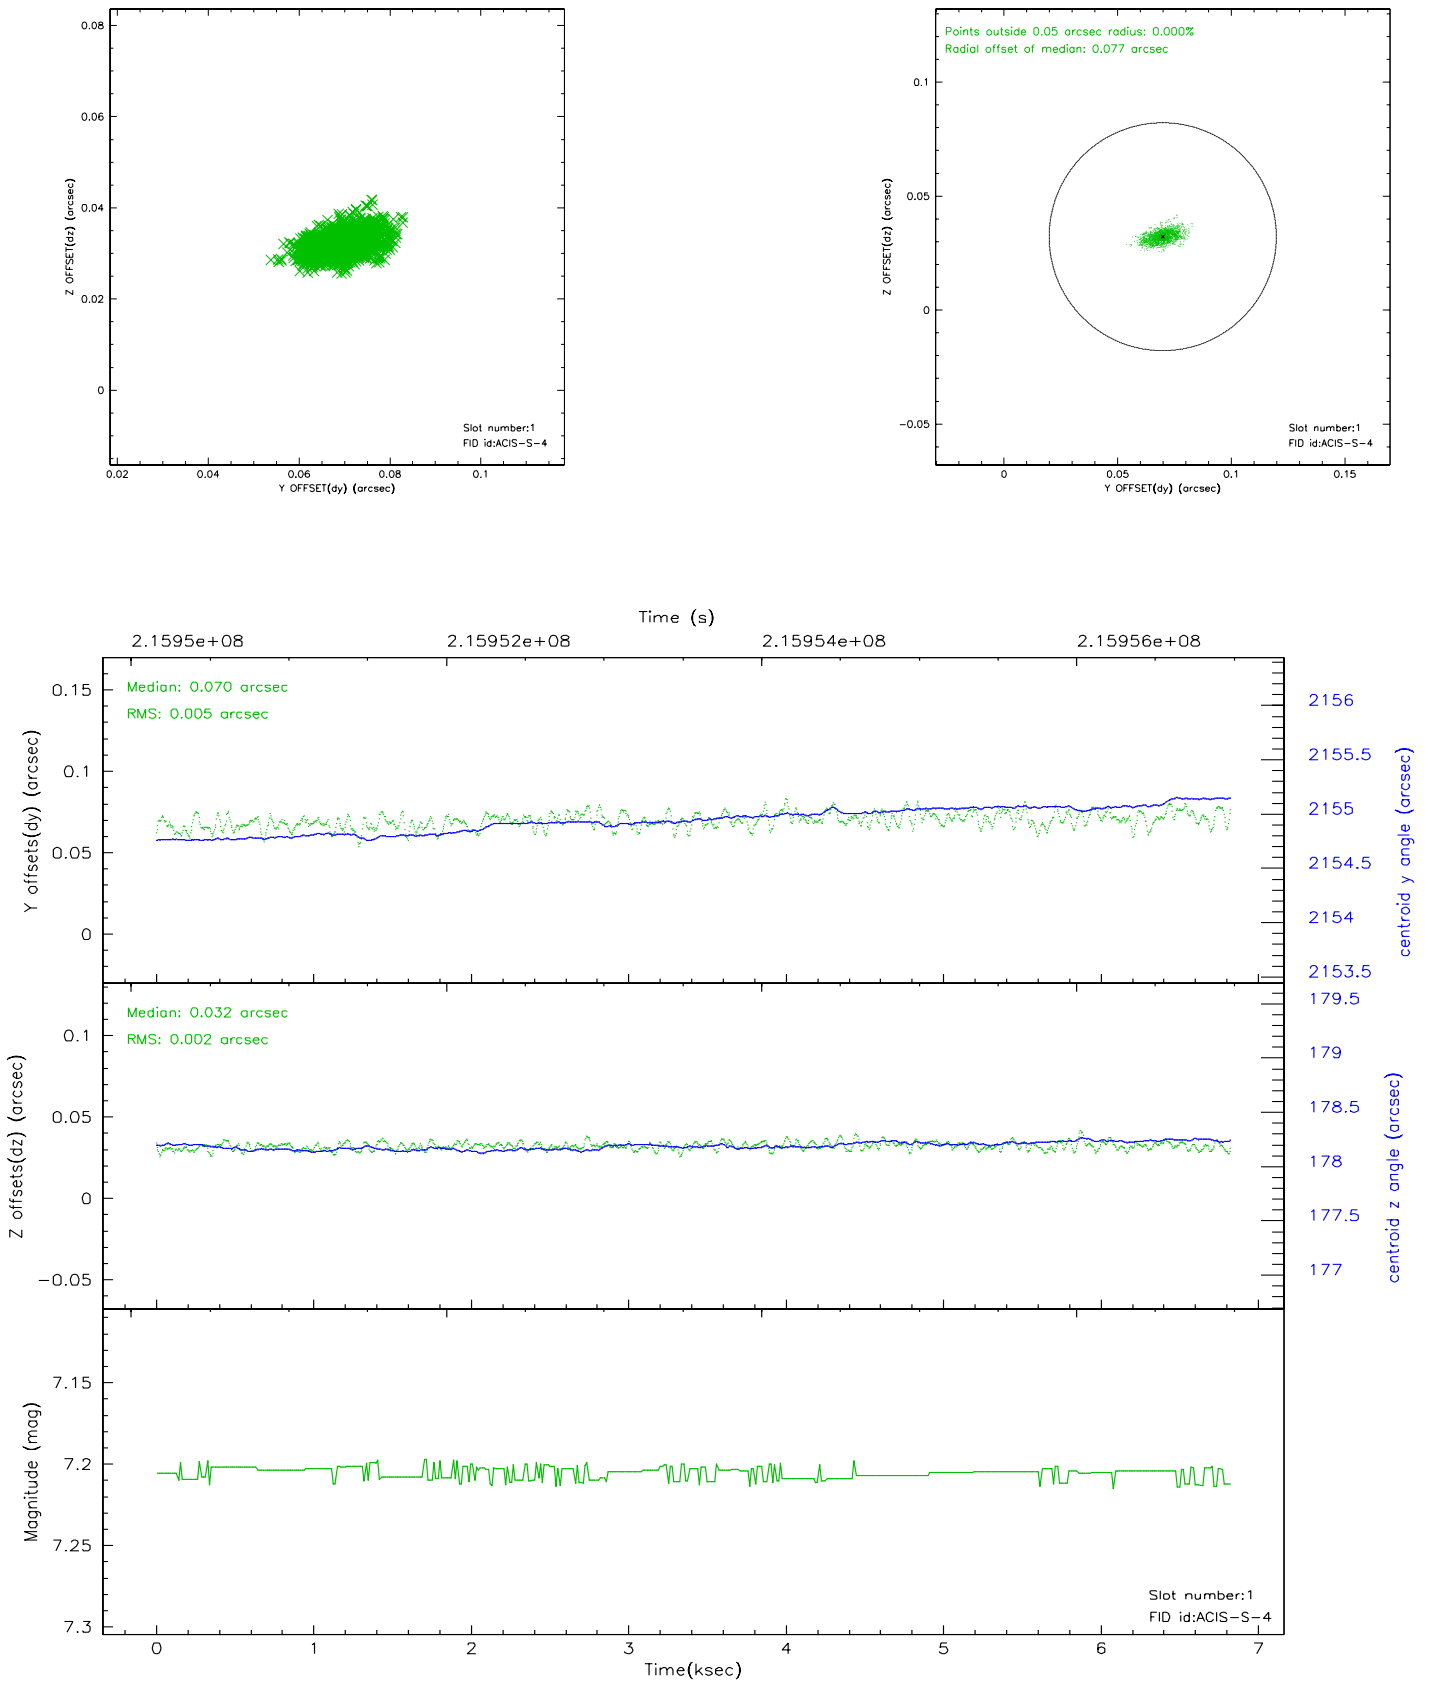 0.08
0.06
0.04
0.02
0
Z OFFSET(dz) (arcsec)
Slot number:1
FID id:ACIS-S-4
0.02 0.04 0.06 0.08 0.1
Y OFFSET(dy) (arcsec)
Points outside 0.05 arcsec radius: 0.000%
Radial offset of median: 0.077 arcsec
0.1
0.05
0
-0.05
Z OFFSET(dz) (arcsec)
Slot number:1
FID id:ACIS-S-4
0 0.05 0.1 0.15
Y OFFSET(dy) (arcsec)
Time (s)
2.1595e+08 2.15952e+08 2.15954e+08 2.15956e+08
Median: 0.070 arcsec
RMS: 0.005 arcsec
0.15
0.1
0.05
0
Y offsets(dy) (arcsec)
2156
2155.5
2155
2154.5
2154
2153.5
centroid y angle (arcsec)
Median: 0.032 arcsec
RMS: 0.002 arcsec
0.1
0.05
0
-0.05
Z offsets(dz) (arcsec)
179.5
179
178.5
178
177.5
177
centroid z angle (arcsec)
7.15
7.2
7.25
7.3
Magnitude (mag)
Slot number:1
FID id:ACIS-S-4
0 1 2 3 4 5 6 7
Time(ksec)